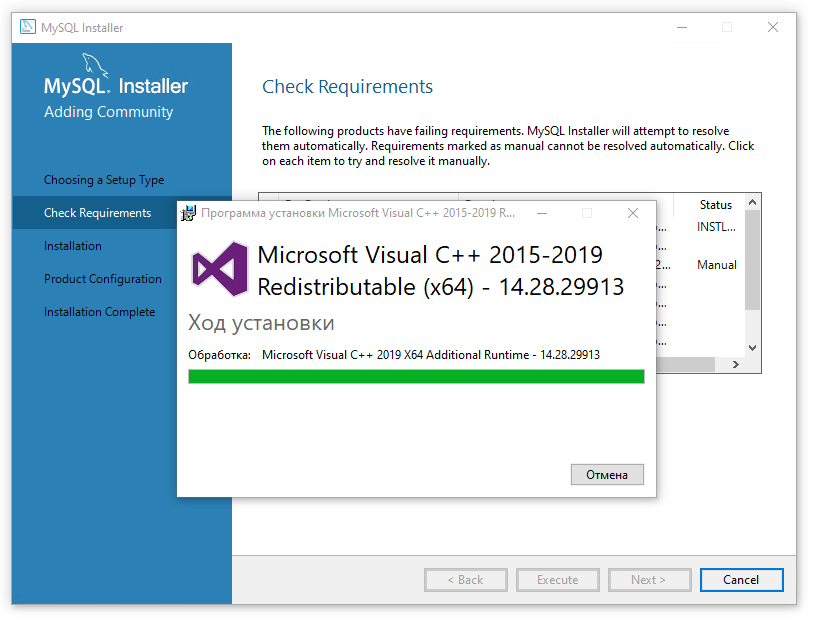 MySQL Installer
MySQL. Installer
Adding Community
Choosing a Setup Type
Check Requirements
Installation
Product Configuration
Installation Complete
Check Requirements
The following products have failing requirements. MySQL Installer will attempt to resolve
them automatically. Requirements marked as manual cannot be resolved automatically. Click
on each item to try and resolve it manually.
Status
INSTL...
Manual
Программа установки Microsoft Visual C++ 2015-2019 R...
Microsoft Visual C++ 2015-2019
Redistributable (x64) - 14.28.29913
Ход установки
Обработка: Microsoft Visual C++ 2019 X64 Additional Runtime - 14.28.29913
Отмена
< Back
Execute
Next >
Cancel